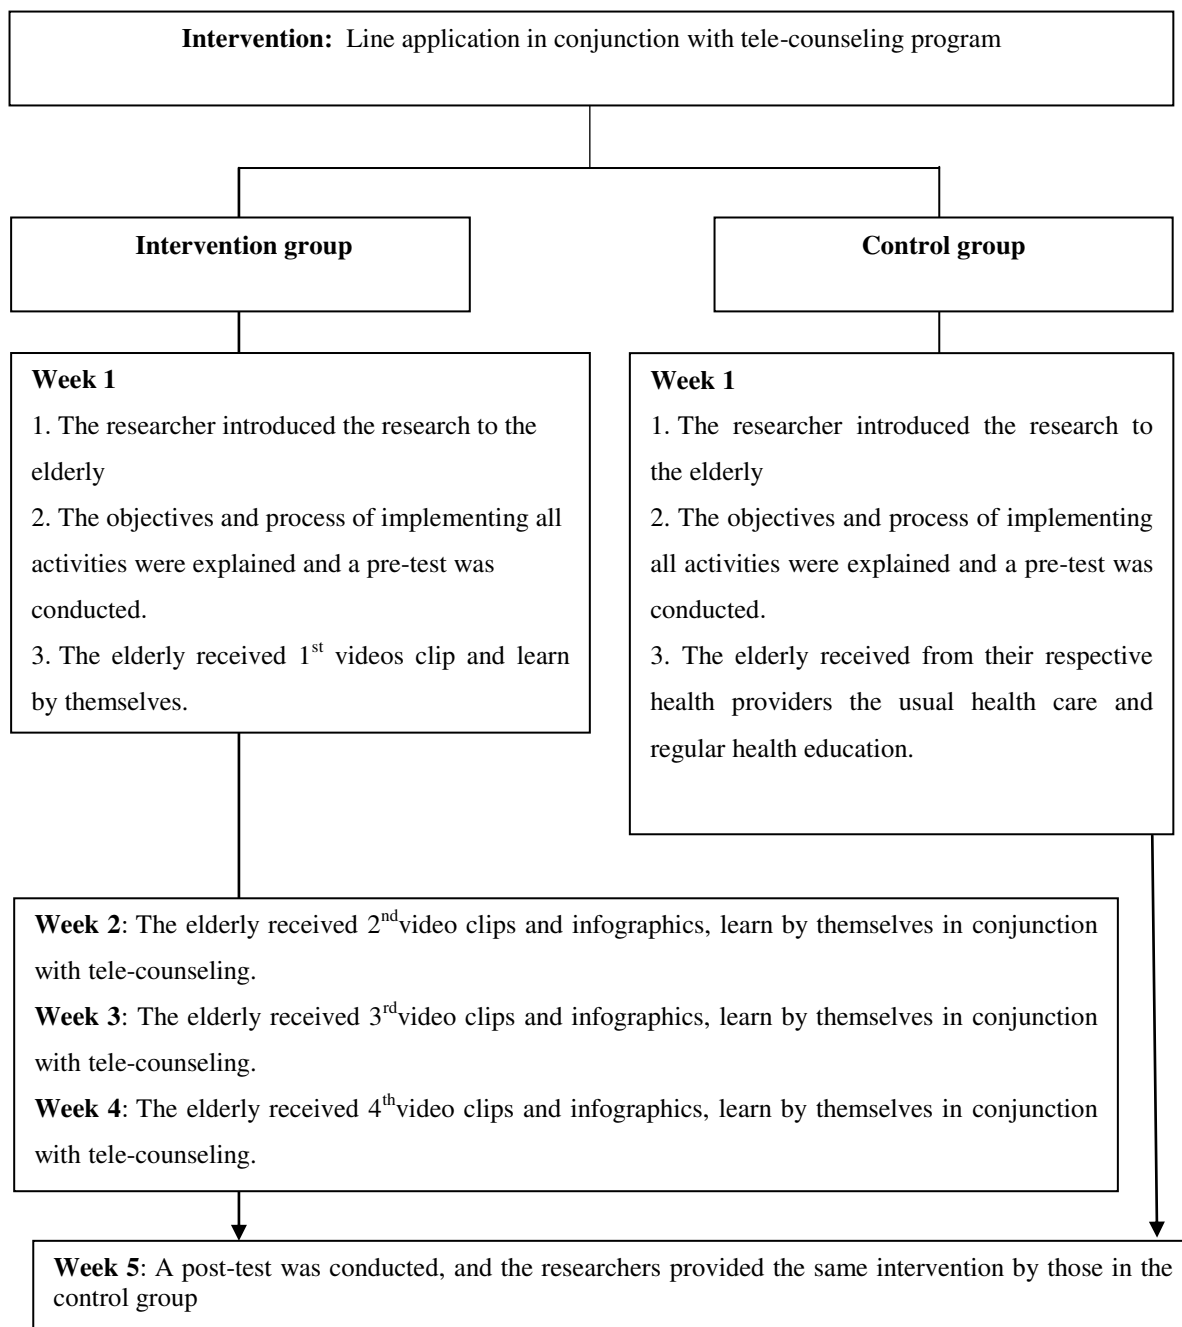 Intervention: Line application in conjunction with tele-counseling program
Intervention group
Control group
Week 1
1. The researcher introduced the research to the
elderly
2. The objectives and process of implementing all
activities were explained and a pre-test was
conducted.
3. The elderly received 1st videos clip and learn
by themselves.
Week 1
1. The researcher introduced the research to
the elderly
2. The objectives and process of implementing
all activities were explained and a pre-test was
conducted.
3. The elderly received from their respective
health providers the usual health care and
regular health education.
Week 2: The elderly received 2nd video clips and infographics, learn by themselves in conjunction
with tele-counseling.
Week 3: The elderly received 3rd video clips and infographics, learn by themselves in conjunction
with tele-counseling.
Week 4: The elderly received 4th video clips and infographics, learn by themselves in conjunction
with tele-counseling.
Week 5: A post-test was conducted, and the researchers provided the same intervention by those in the
control group